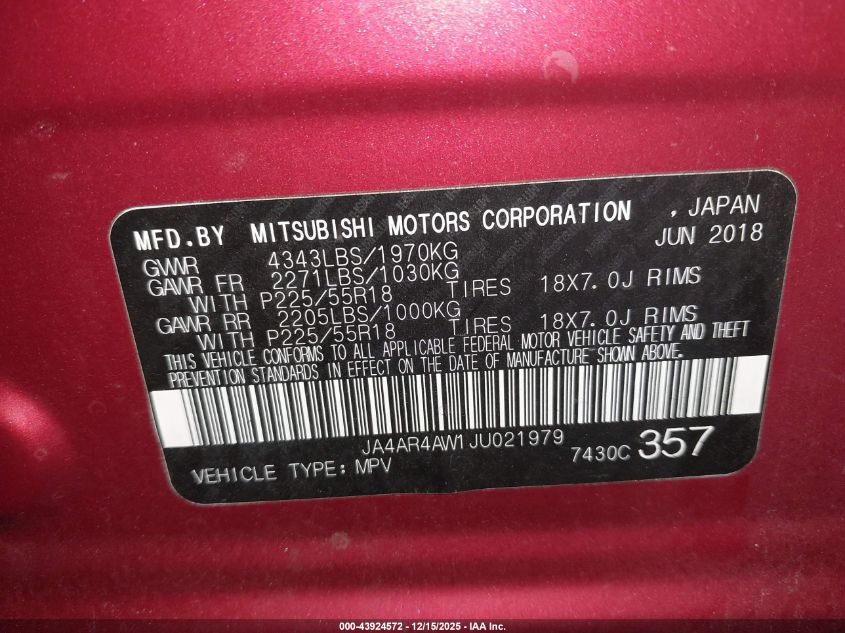 MFD.BY MITSUBISHI MOTORS CORPORATION , JAPAN
JUN 2018
GVWR 4343LBS/1970KG
GAWR FR 2271LBS/1030KG
WITH P225/55R18 TIRES 18X7.0J RIMS
GAWR RR 2205LBS/1000KG
WITH P225/55R18 TIRES 18X7.0J RIMS
THIS VEHICLE CONFORMS TO ALL APPLICABLE FEDERAL MOTOR VEHICLE SAFETY AND THEFT
PREVENTION STANDARDS IN EFFECT ON THE DATE OF MANUFACTURE SHOWN ABOVE.
JA4AR4AW1JU021979
VEHICLE TYPE: MPV 7430C 357
000-43924572 — 12/15/2025 — IAA Inc.